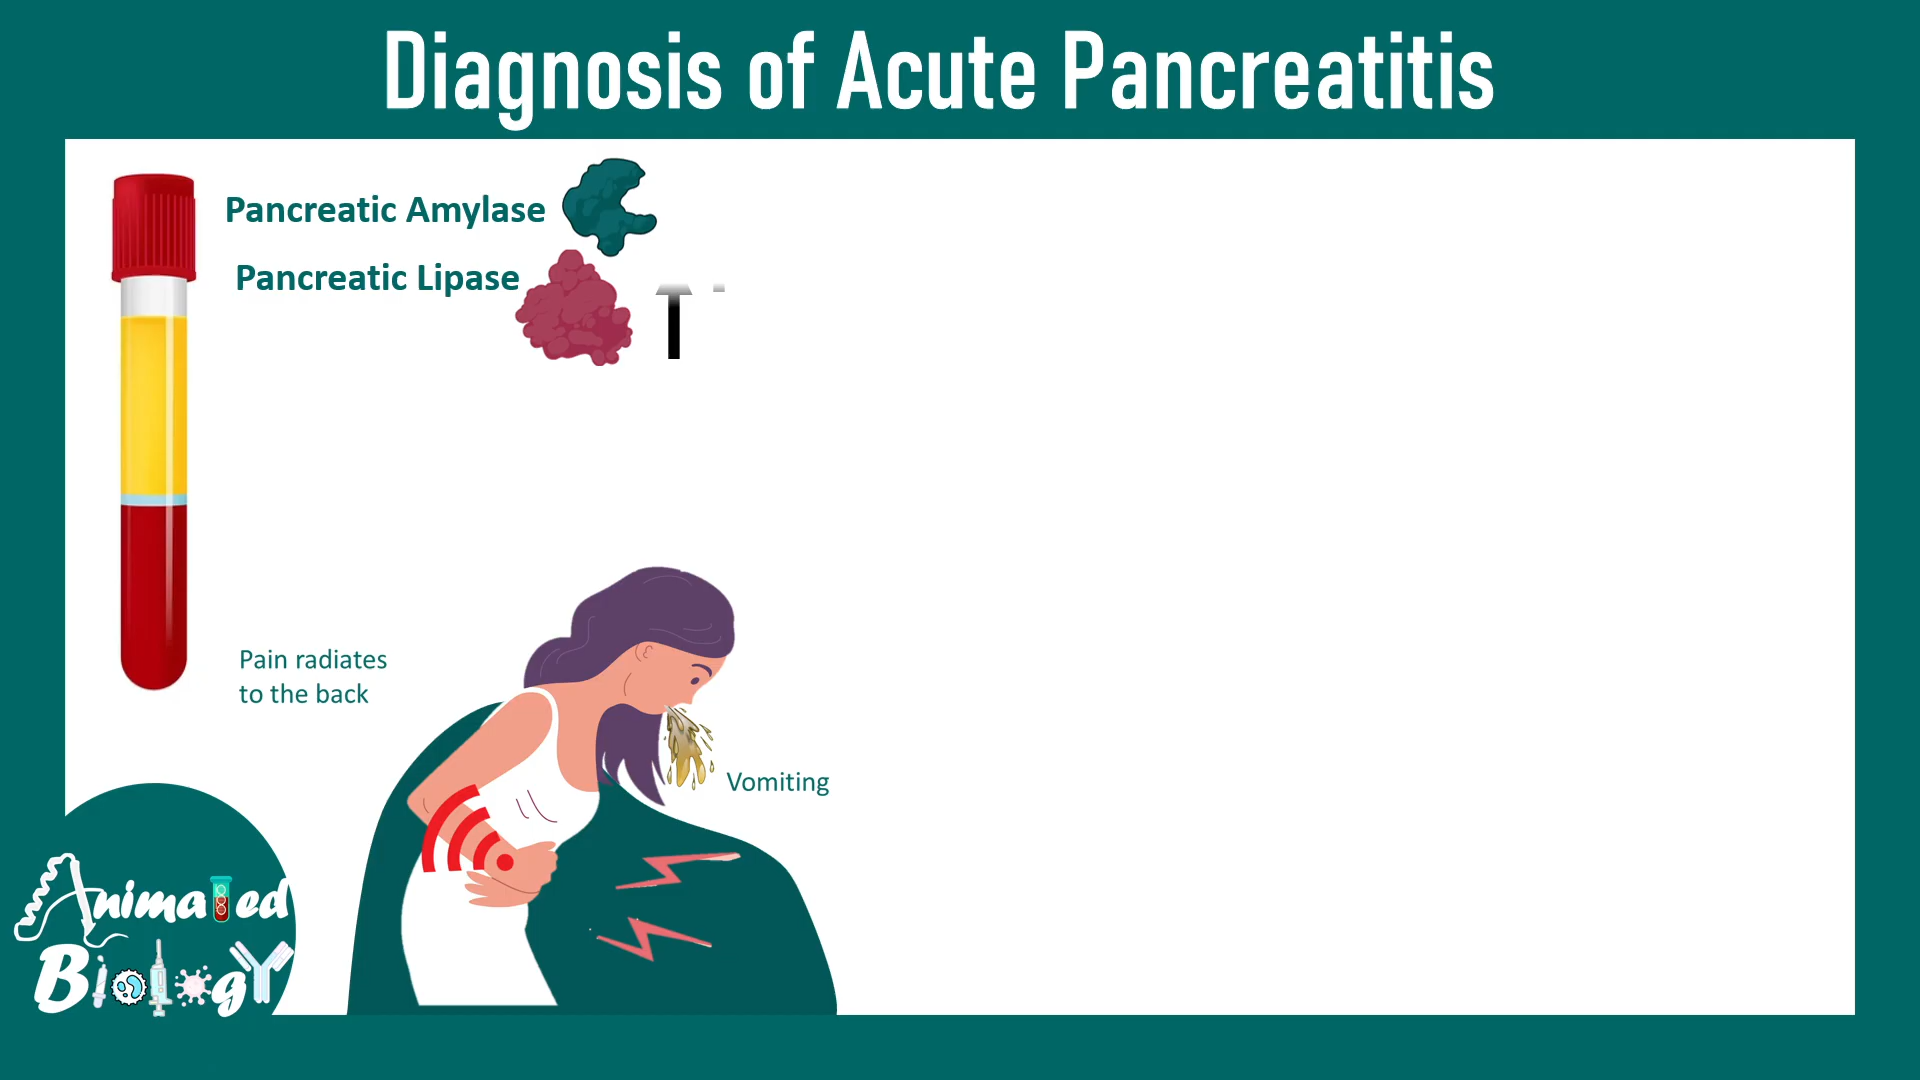 Diagnosis of Acute Pancreatitis
Pancreatic Amylase
Pancreatic Lipase
Pain radiates
to the back
Vomiting
Animated
Biology